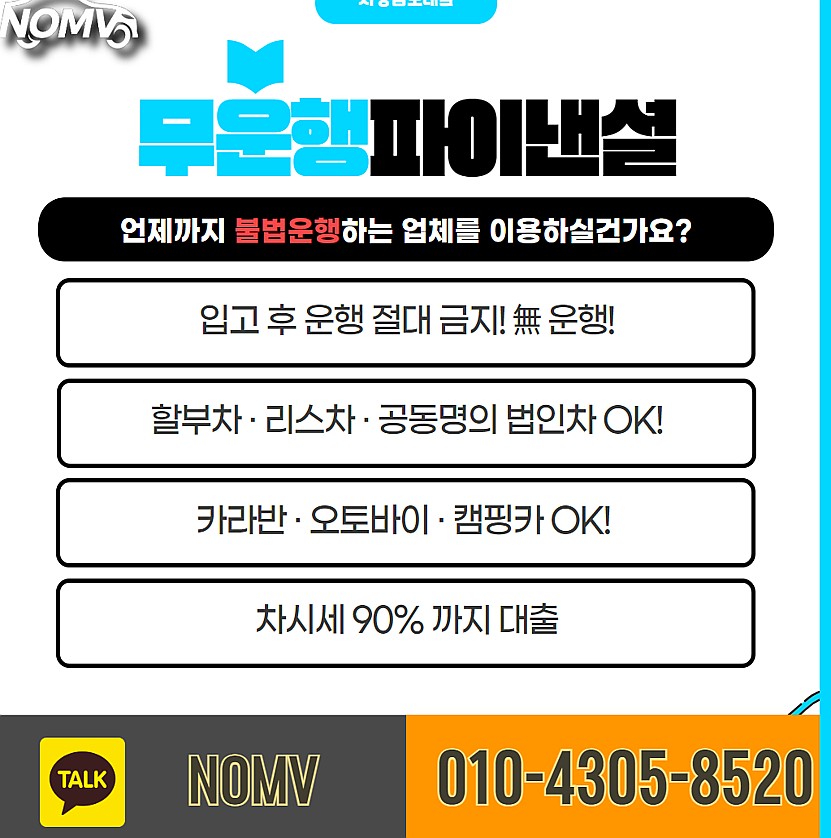 NOMV
무운행파이낸셜
언제까지 불법운행하는 업체를 이용하실건가요?
입고 후 운행 절대 금지! 無 운행!
할부차 · 리스차 · 공동명의 법인차 OK!
카라반 · 오토바이 · 캠핑카 OK!
차시세 90% 까지 대출
TALK
NOMV
010-4305-8520